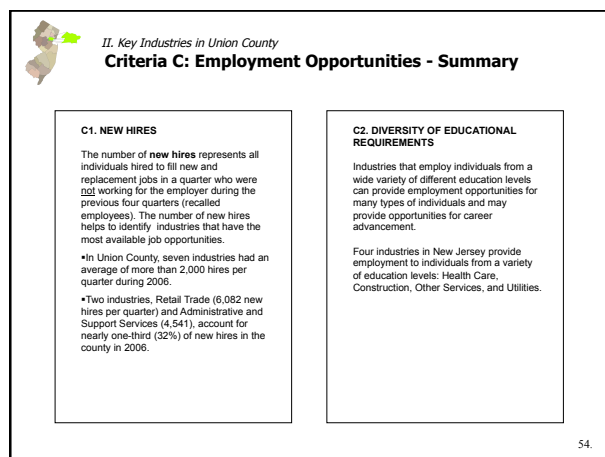 II. Key Industries in Union County
Criteria C: Employment Opportunities - Summary
C1. NEW HIRES
The number of new hires represents all
individuals hired to fill new and
replacement jobs in a quarter who were
not working for the employer during the
previous four quarters (recalled
employees). The number of new hires
helps to identify industries that have the
most available job opportunities.
▪In Union County, seven industries had an
average of more than 2,000 hires per
quarter during 2006.
▪Two industries, Retail Trade (6,082 new
hires per quarter) and Administrative and
Support Services (4,541), account for
nearly one-third (32%) of new hires in the
county in 2006.
C2. DIVERSITY OF EDUCATIONAL
REQUIREMENTS
Industries that employ individuals from a
wide variety of different education levels
can provide employment opportunities for
many types of individuals and may
provide opportunities for career
advancement.
Four industries in New Jersey provide
employment to individuals from a variety
of education levels: Health Care,
Construction, Other Services, and Utilities.
54.